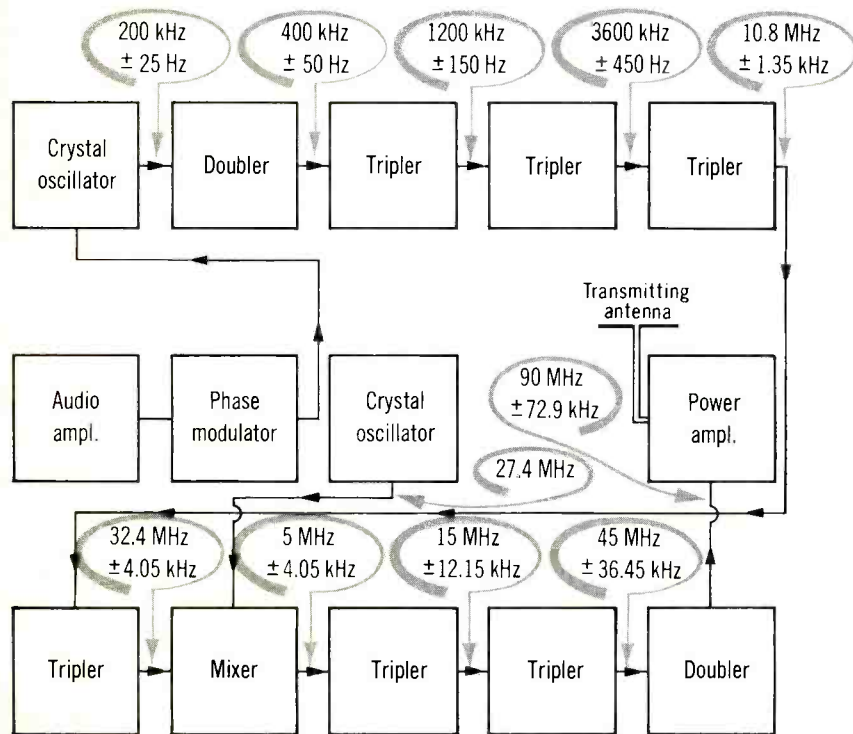 200 kHz
± 25 Hz
400 kHz
± 50 Hz
1200 kHz
±150 Hz
3600 kHz
± 450 Hz
10.8 MHz
± 1.35 kHz
Crystal
oscillator
Doubler
Tripler
Tripler
Tripler
Transmitting
antenna
Audio
ampl.
Phase
modulator
Crystal
oscillator
90 MHz
±72.9 kHz
Power
ampl.
27.4 MHz
32.4 MHz
±4.05 kHz
5 MHz
±4.05 kHz
15 MHz
±12.15 kHz
45 MHz
±36.45 kHz
Tripler
Mixer
Tripler
Tripler
Doubler